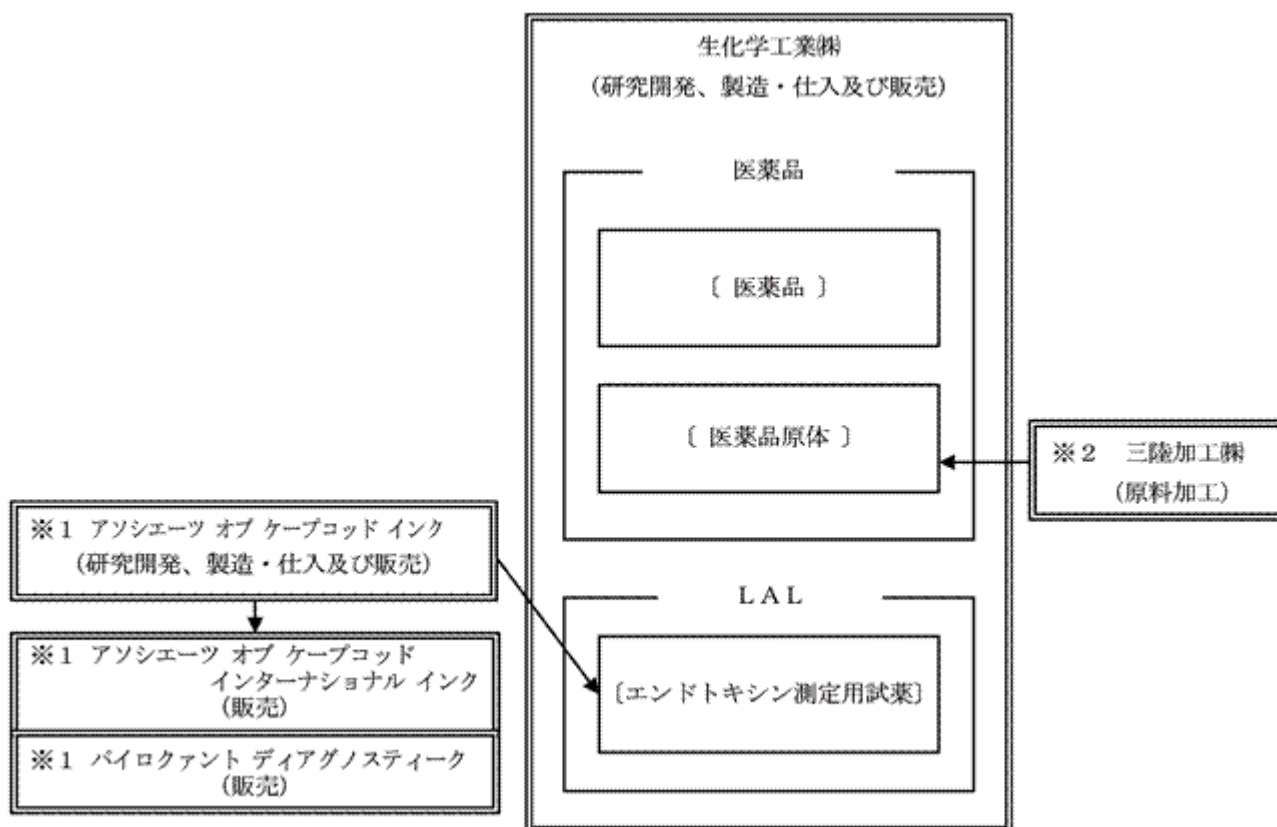 生化学工業㈱
(研究開発、製造・仕入及び販売)
医薬品
〔 医薬品 〕
〔 医薬品原体 〕
※2 三陸加工㈱
(原料加工)
※1 アソシエーツ オブ ケープコッド インク
(研究開発、製造・仕入及び販売)
※1 アソシエーツ オブ ケープコッド
インターナショナル インク
(販売)
※1 パイロクァント ディアグノスティーク
(販売)
LAL
〔エンドトキシン測定用試薬〕